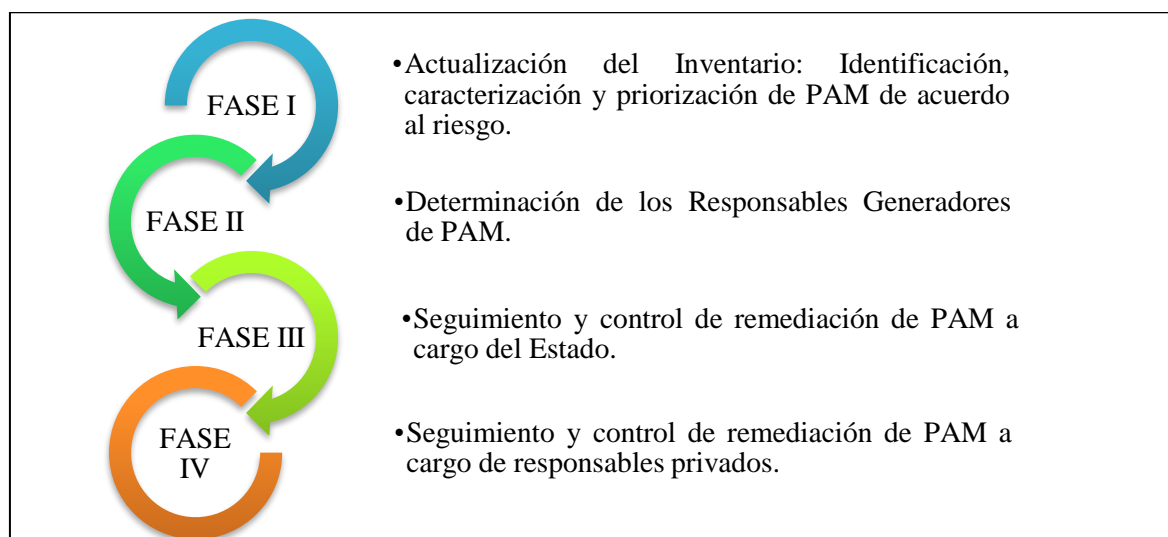 FASE I
•Actualización del Inventario: Identificación,
caracterización y priorización de PAM de acuerdo
al riesgo.
FASE II
•Determinación de los Responsables Generadores
de PAM.
FASE III
•Seguimiento y control de remediación de PAM a
cargo del Estado.
FASE
IV
•Seguimiento y control de remediación de PAM a
cargo de responsables privados.